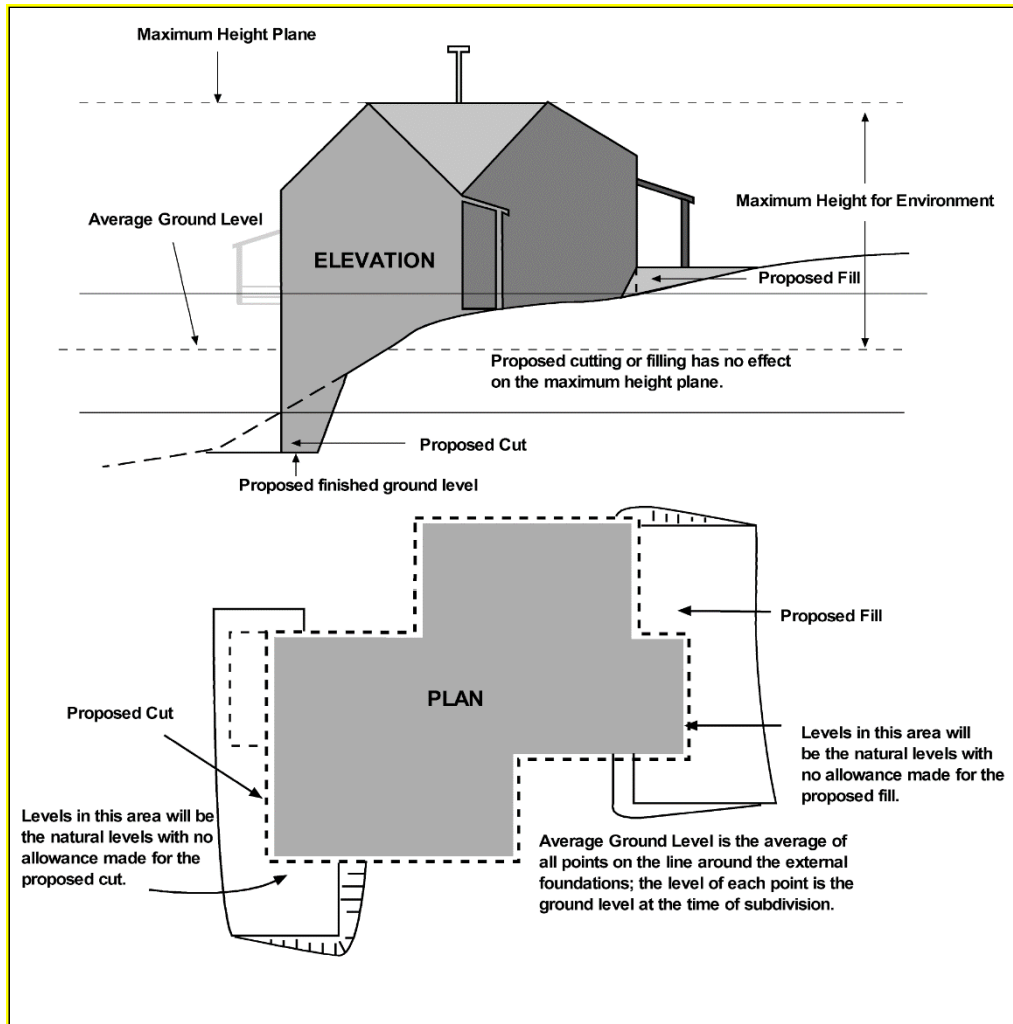 Maximum Height Plane
Maximum Height for Environment
Average Ground Level
ELEVATION
Proposed Fill
Proposed cutting or filling has no effect
on the maximum height plane.
Proposed Cut
Proposed finished ground level
Proposed Fill
PLAN
Proposed Cut
Levels in this area will
be the natural levels with
no allowance made for the
proposed fill.
Levels in this area will be
the natural levels with no
allowance made for the
proposed cut.
Average Ground Level is the average of
all points on the line around the external
foundations; the level of each point is the
ground level at the time of subdivision.